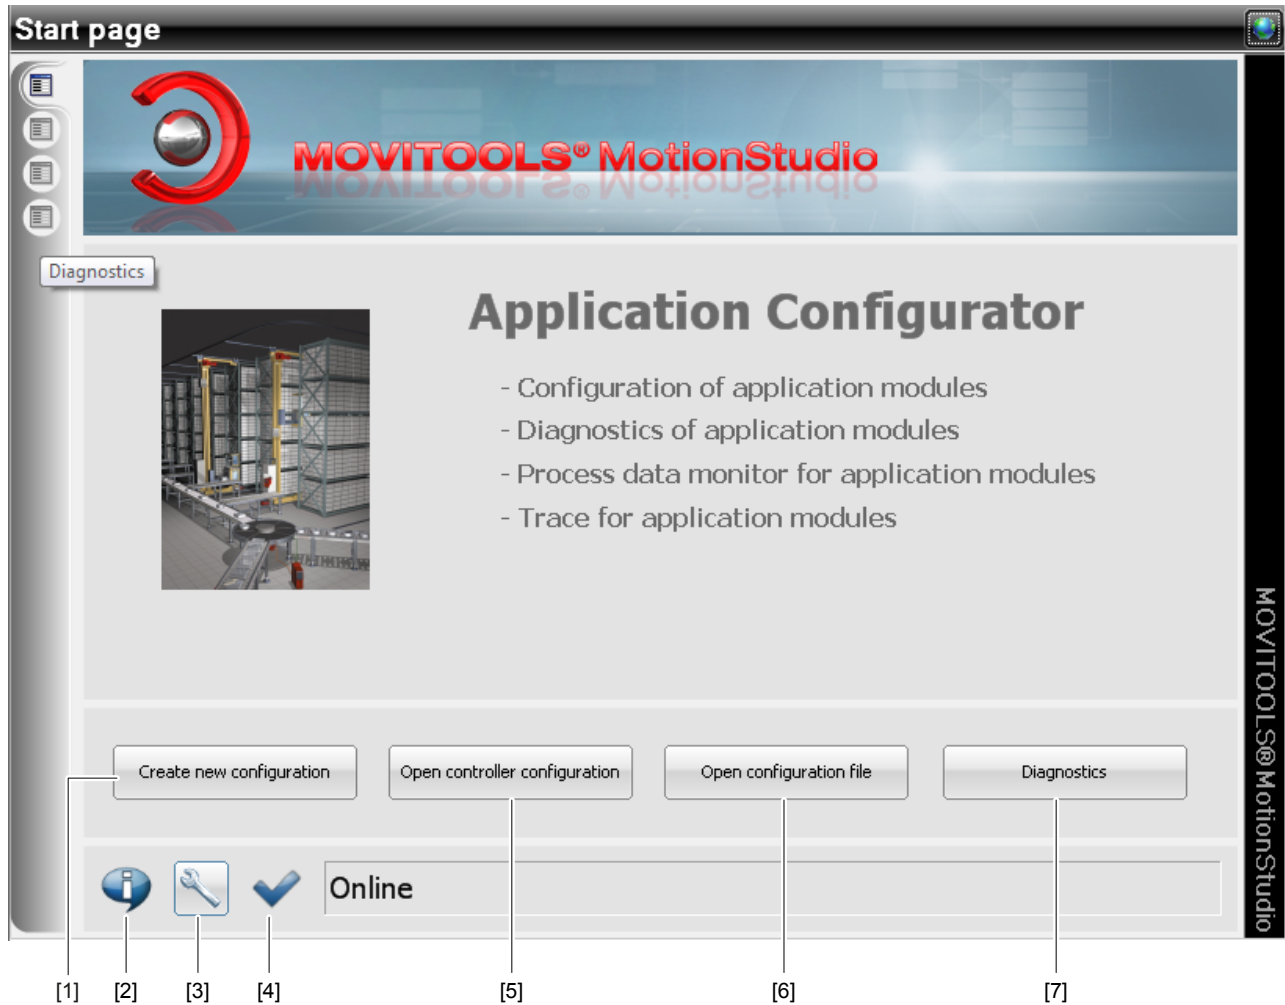 Start page
MOVITOOLS® MotionStudio
Diagnostics
Application Configurator
- Configuration of application modules
- Diagnostics of application modules
- Process data monitor for application modules
- Trace for application modules
Create new configuration
Open controller configuration
Open configuration file
Diagnostics
Online
MOVITOOLS®MotionStudio
[1]
[2]
[3]
[4]
[5]
[6]
[7]